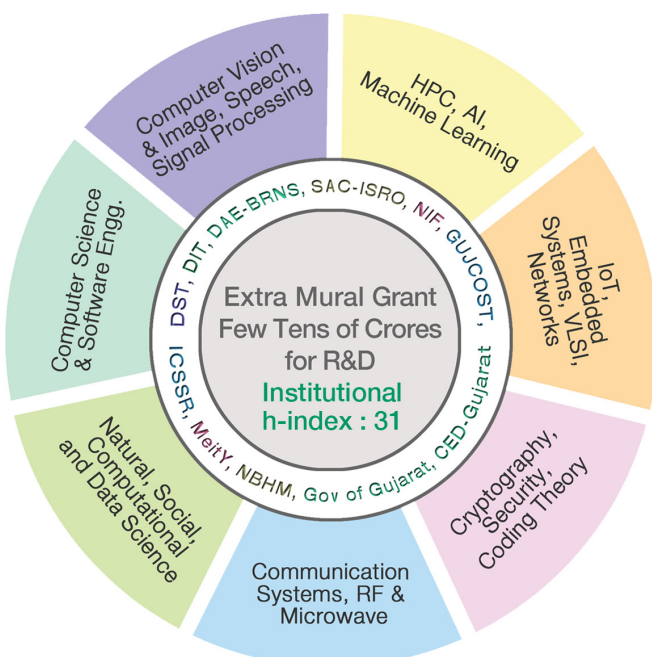 Computer Vision
& Image, Speech,
Signal Processing
HPC, AI,
Machine Learning
IoT,
Embedded
Systems, VLSI,
Networks
Cryptography,
Security,
Coding Theory
Communication
Systems, RF &
Microwave
Natural, Social,
Computational
and Data Science
Computer Science
& Software Engg.
DST, DIT, DAE-BRNS, SAC-ISRO, NIF, GUJCOST,
ICSSR, MeitY, NBHM, Gov of Gujarat, CED-Gujarat
Extra Mural Grant
Few Tens of Crores
for R&D
Institutional
h-index : 31